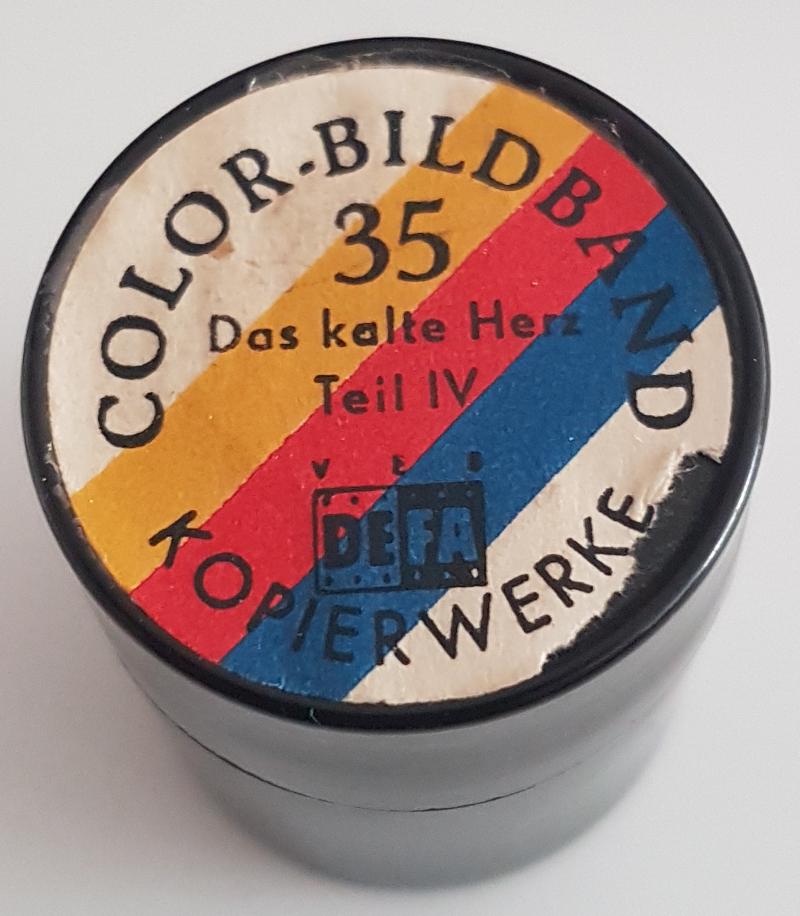 COLOR-BILDBAND
35
Das kalte Herz
Teil IV
VEB
DEFA
KOPIERWERKE